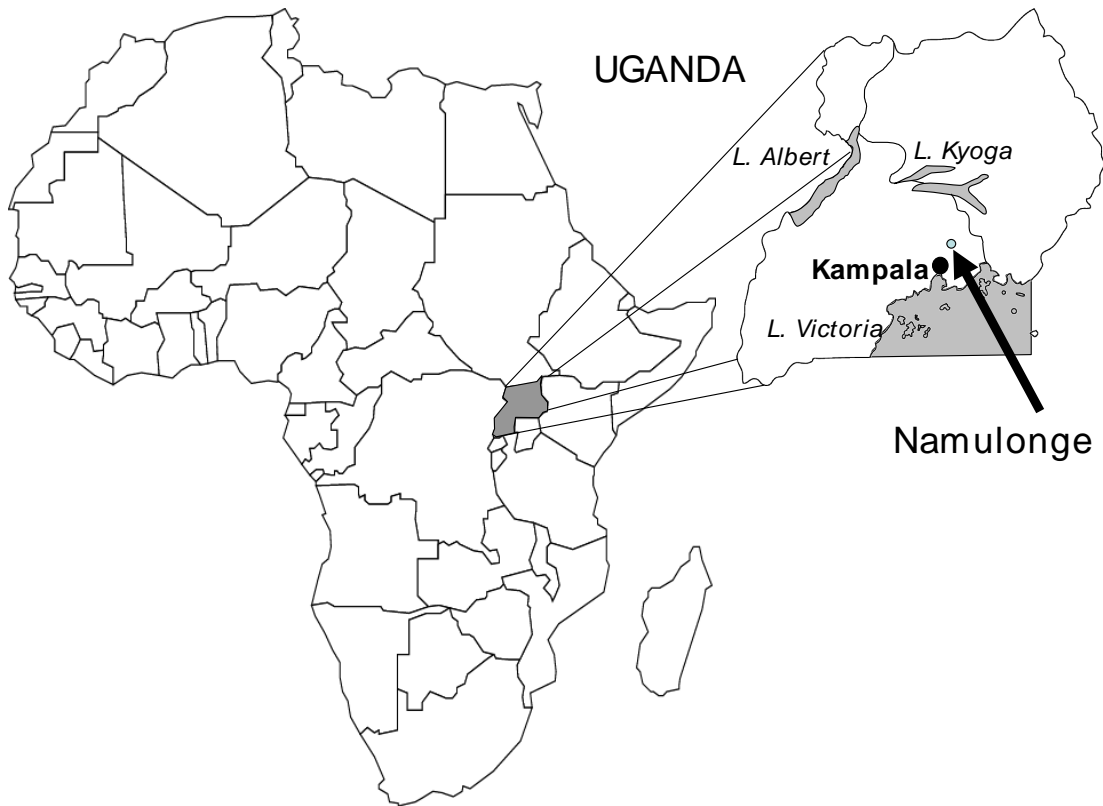 UGANDA
L. Albert
L. Kyoga
Kampala
L. Victoria
Namulonge